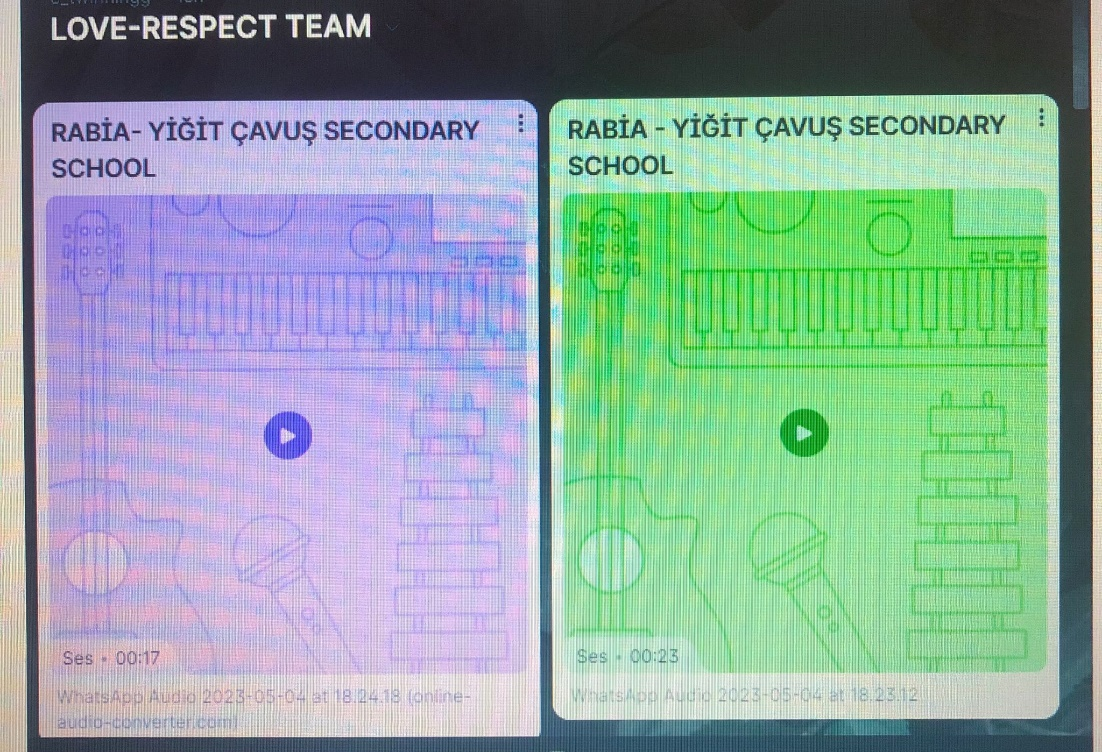 LOVE-RESPECT TEAM
RABİA- YİĞİT ÇAVUŞ SECONDARY
SCHOOL
Ses • 00:17
WhatsApp Audio 2023-05-04 at 18.24.18 (online-
audio-converter.com)
RABİA - YİĞİT ÇAVUŞ SECONDARY
SCHOOL
Ses • 00:23
WhatsApp Audio 2023-05-04 at 18.23.12